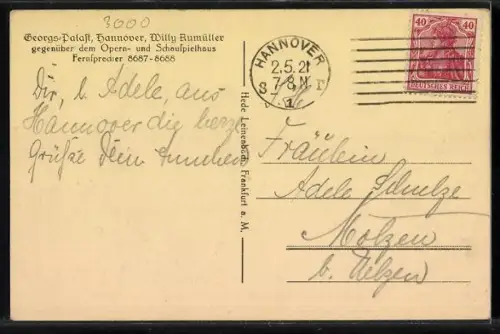 3000
Georgs-Palast, Hannover, Willy Rumüller
gegenüber dem Opern- und Schauspielhaus
Fernsprecher 8687-8688
Dir, l. Adele, aus
Hannover die herzl.
Grüße Dein
Hede Leinenbach, Frankfurt a. M.
HANNOVER
2.5.21
7-8 N
1
40 40
DEUTSCHES REICH
Fräulein
Adele Schulze
Molzen
b. Uelzen